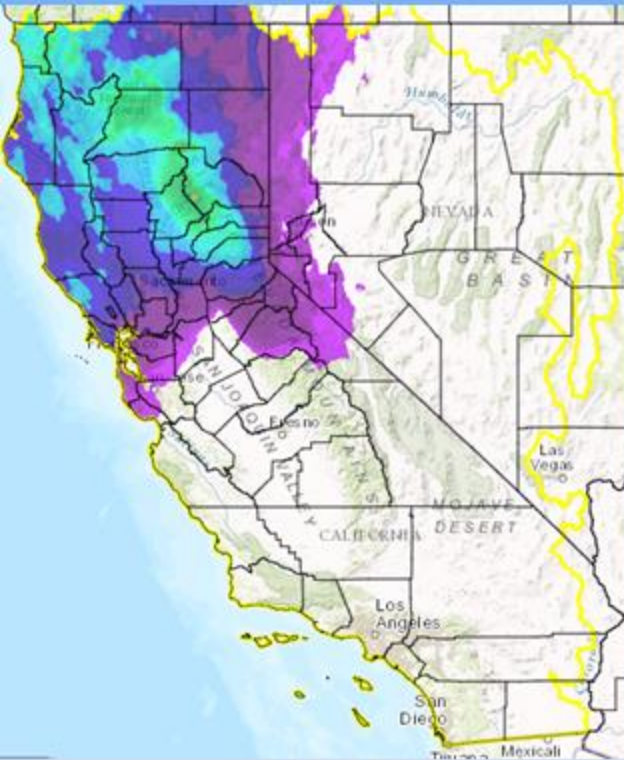 Humboldt
NEVADA
GREAT
BASIN
Sacramento
SAN JOAQUIN VALLEY
Fresno
Las
Vegas
MOJAVE
DESERT
CALIFORNIA
Los
Angeles
San
Diego
Tijuana
Mexicali